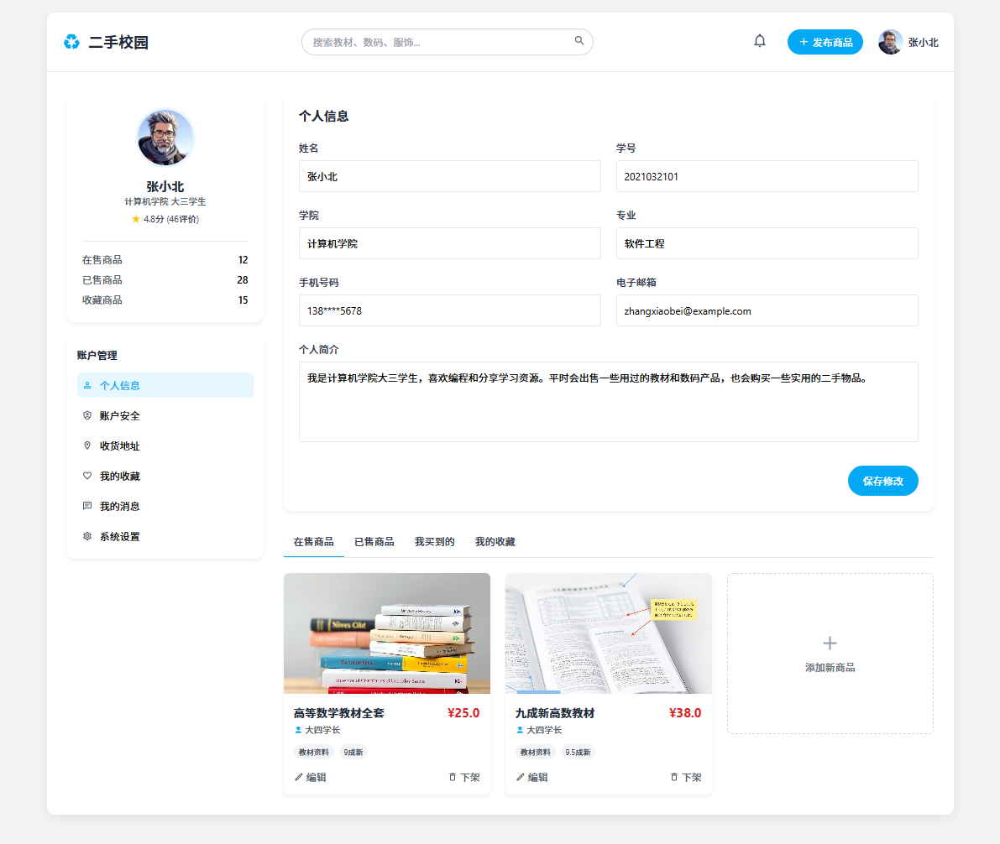 二手校园
搜索教材、数码、服饰...
发布商品
张小北
张小北
计算机学院 大三学生
4.8分 (46评价)
在售商品 12
已售商品 28
收藏商品 15
账户管理
个人信息
账户安全
收货地址
我的收藏
我的消息
系统设置
个人信息
姓名
张小北
学号
2021032101
学院
计算机学院
专业
软件工程
手机号码
138****5678
电子邮箱
zhangxiaobei@example.com
个人简介
我是计算机学院大三学生，喜欢编程和分享学习资源。平时会出售一些用过的教材和数码产品，也会购买一些实用的二手物品。
保存修改
在售商品 已售商品 我买到的 我的收藏
高等数学教材全套 ¥25.0
大四学长
教材资料 9成新
编辑 下架
九成新高数教材 ¥38.0
大四学长
教材资料 9.5成新
编辑 下架
添加新商品